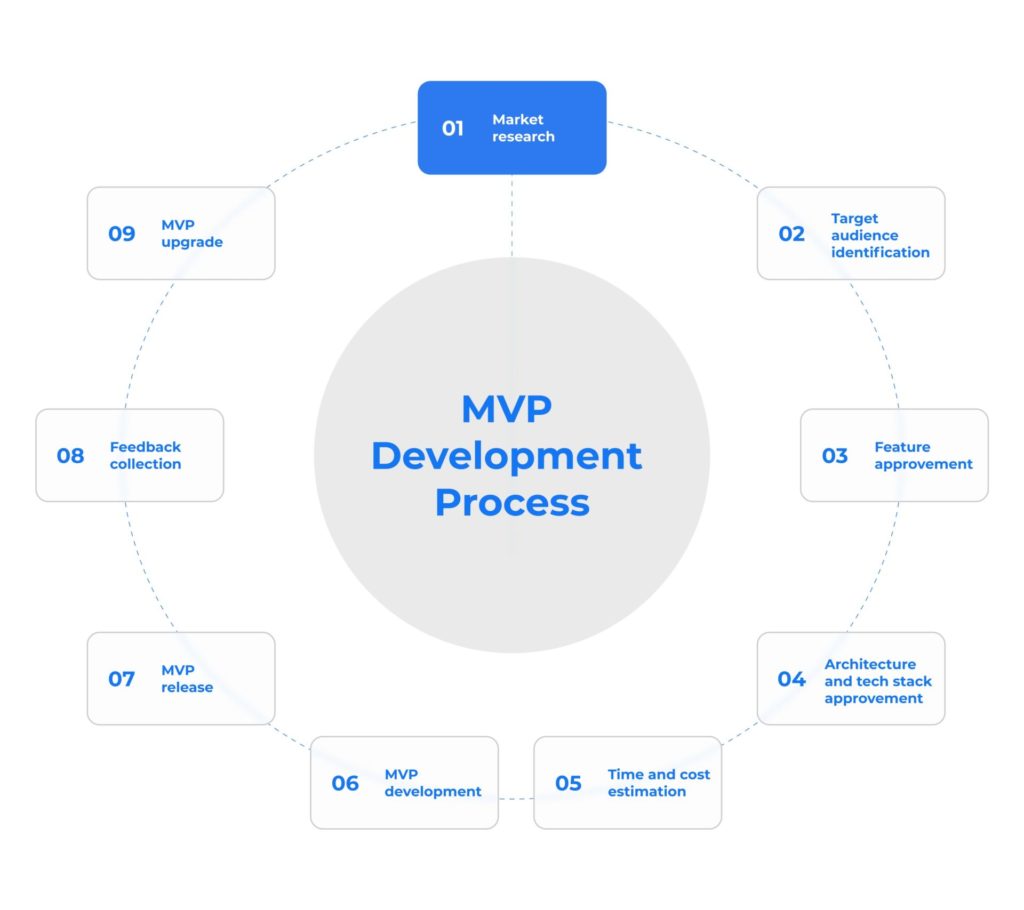 01
Market
research
02
Target
audience
identification
03
Feature
approvement
04
Architecture
and tech stack
approvement
05
Time and cost
estimation
06
MVP
development
07
MVP
release
08
Feedback
collection
09
MVP
upgrade
MVP
Development
Process